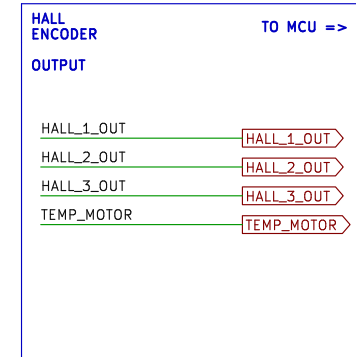 HALL
ENCODER
TO MCU =>
OUTPUT
HALL_1_OUT
HALL_1_OUT
HALL_2_OUT
HALL_2_OUT
HALL_3_OUT
HALL_3_OUT
TEMP_MOTOR
TEMP_MOTOR